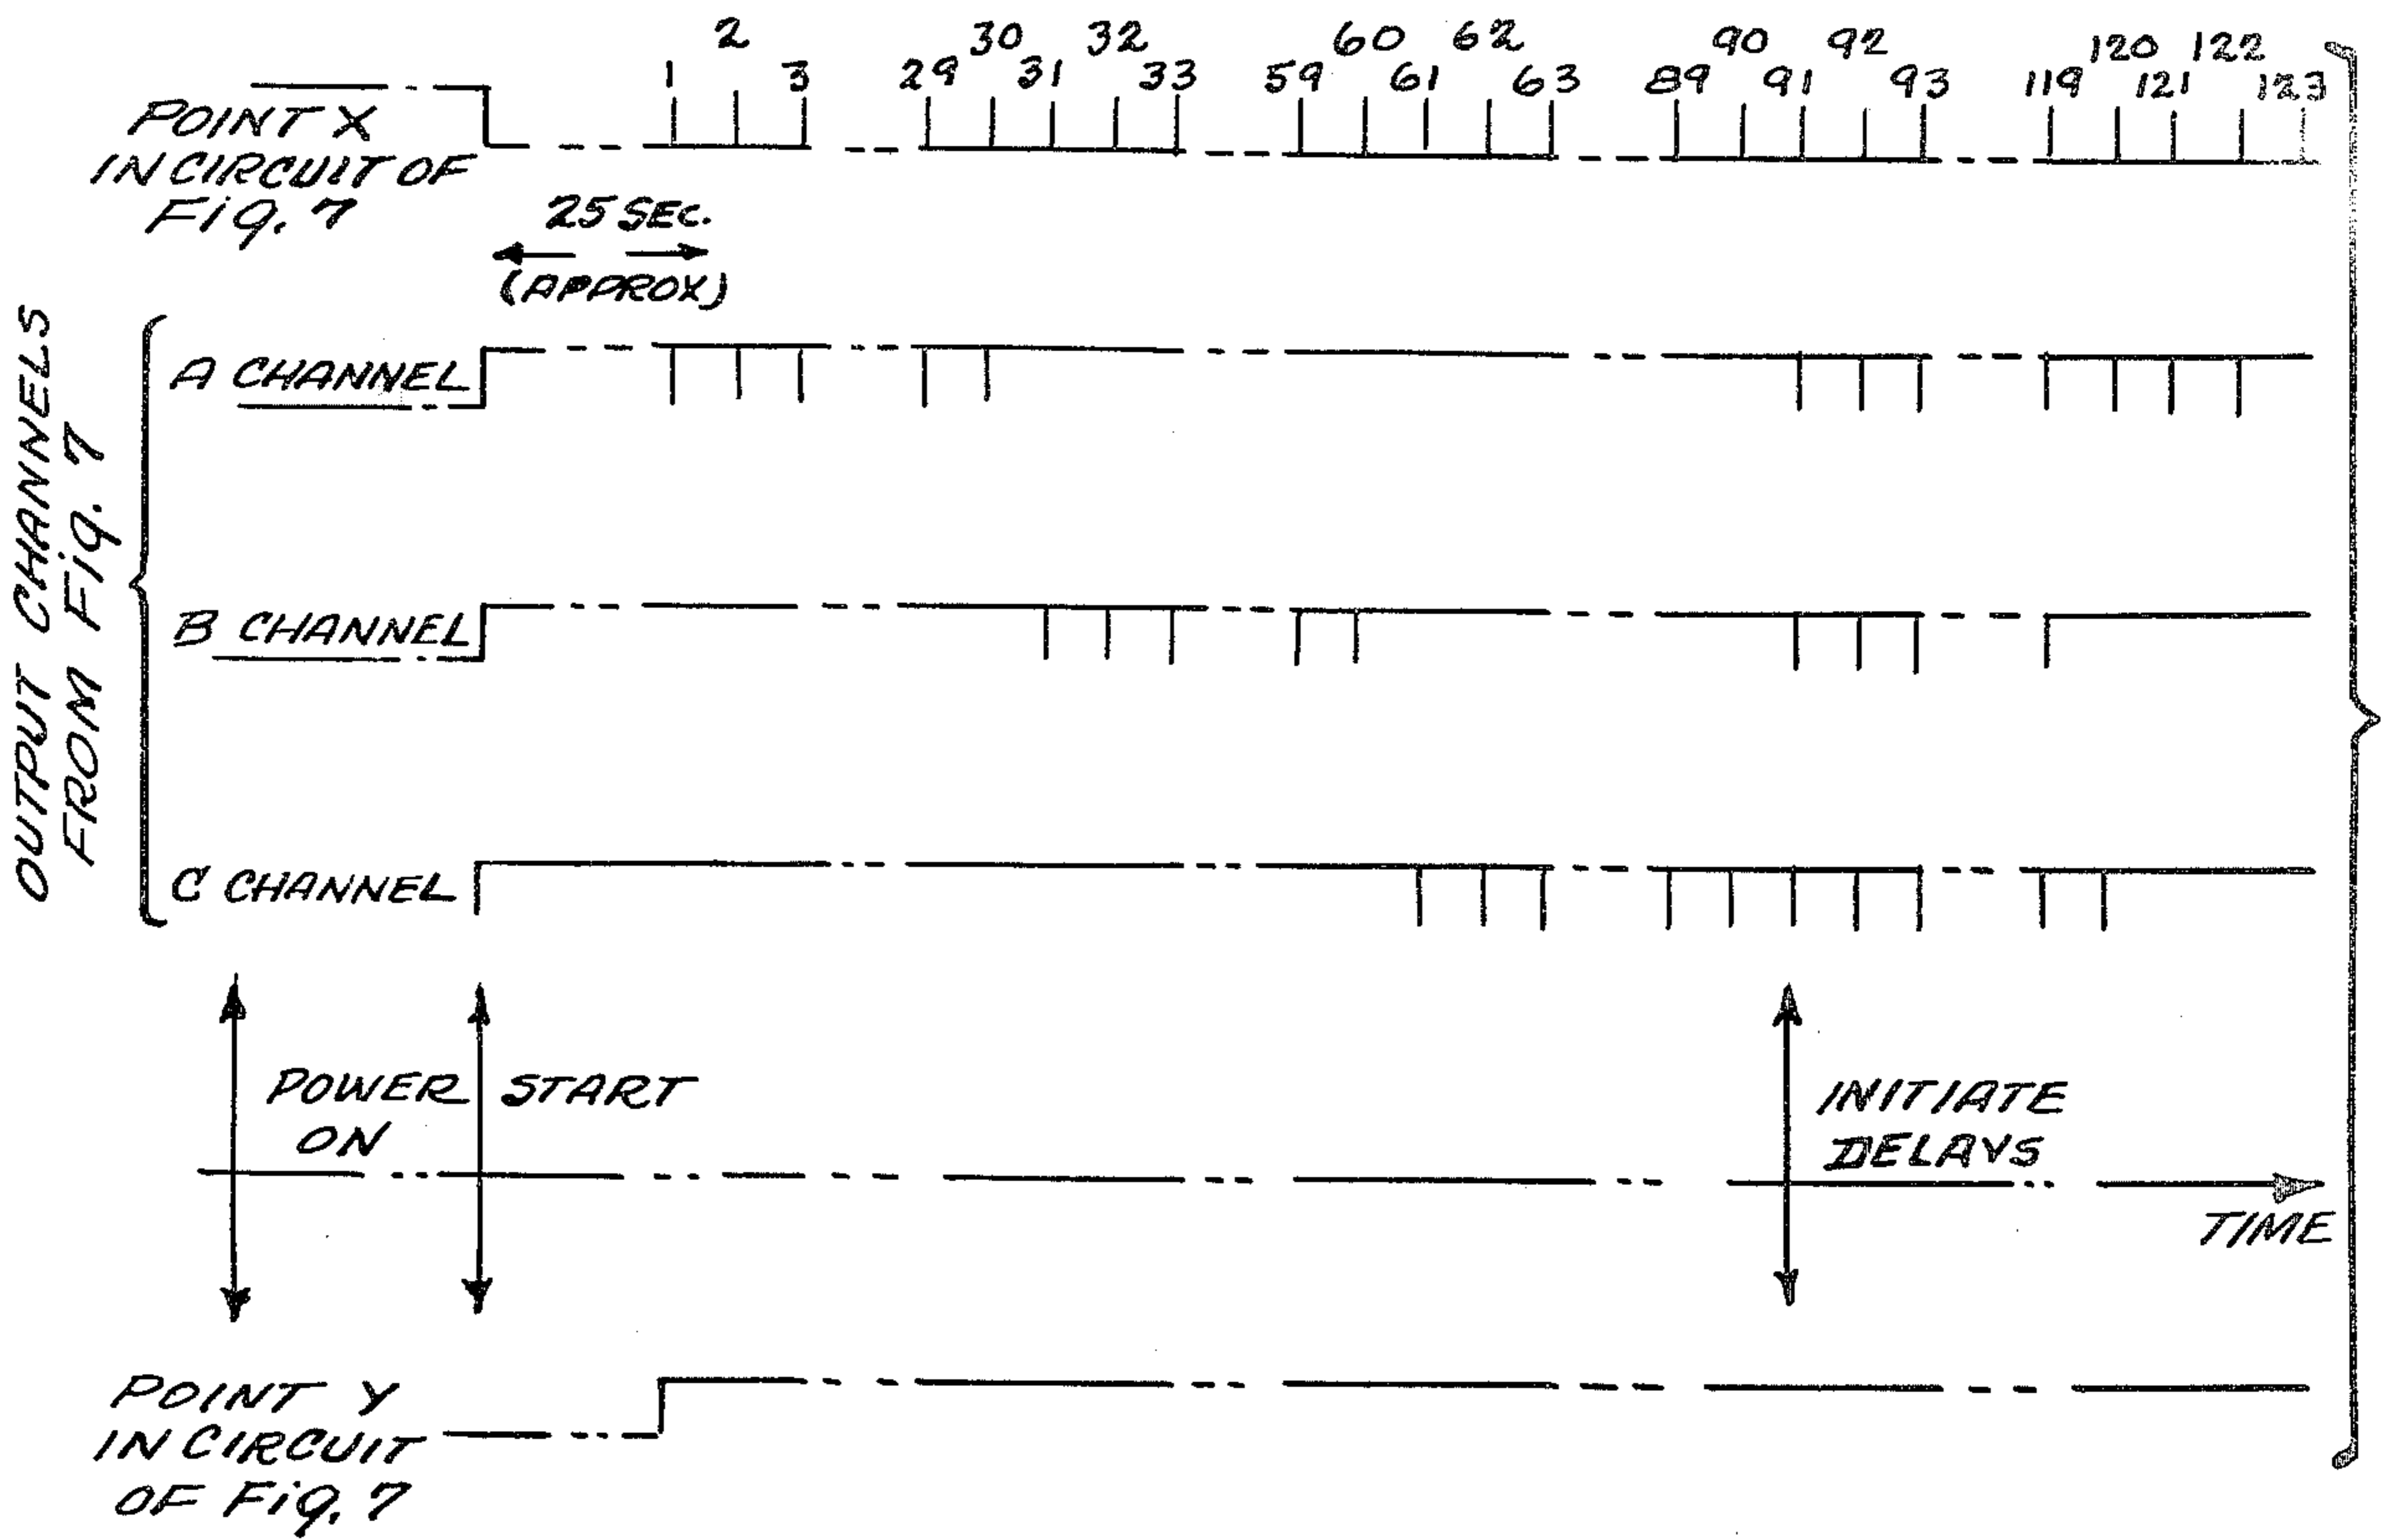 2 30 32 60 62 90 92 120 122
1 3 29 31 33 59 61 63 89 91 93 119 121 123
POINT X
IN CIRCUIT OF
Fig. 7
25 SEC.
(APPROX)
OUTPUT CHANNELS
FROM Fig. 7
A CHANNEL
B CHANNEL
C CHANNEL
POWER
ON
START
INITIATE
DELAYS
TIME
POINT Y
IN CIRCUIT
OF Fig. 7